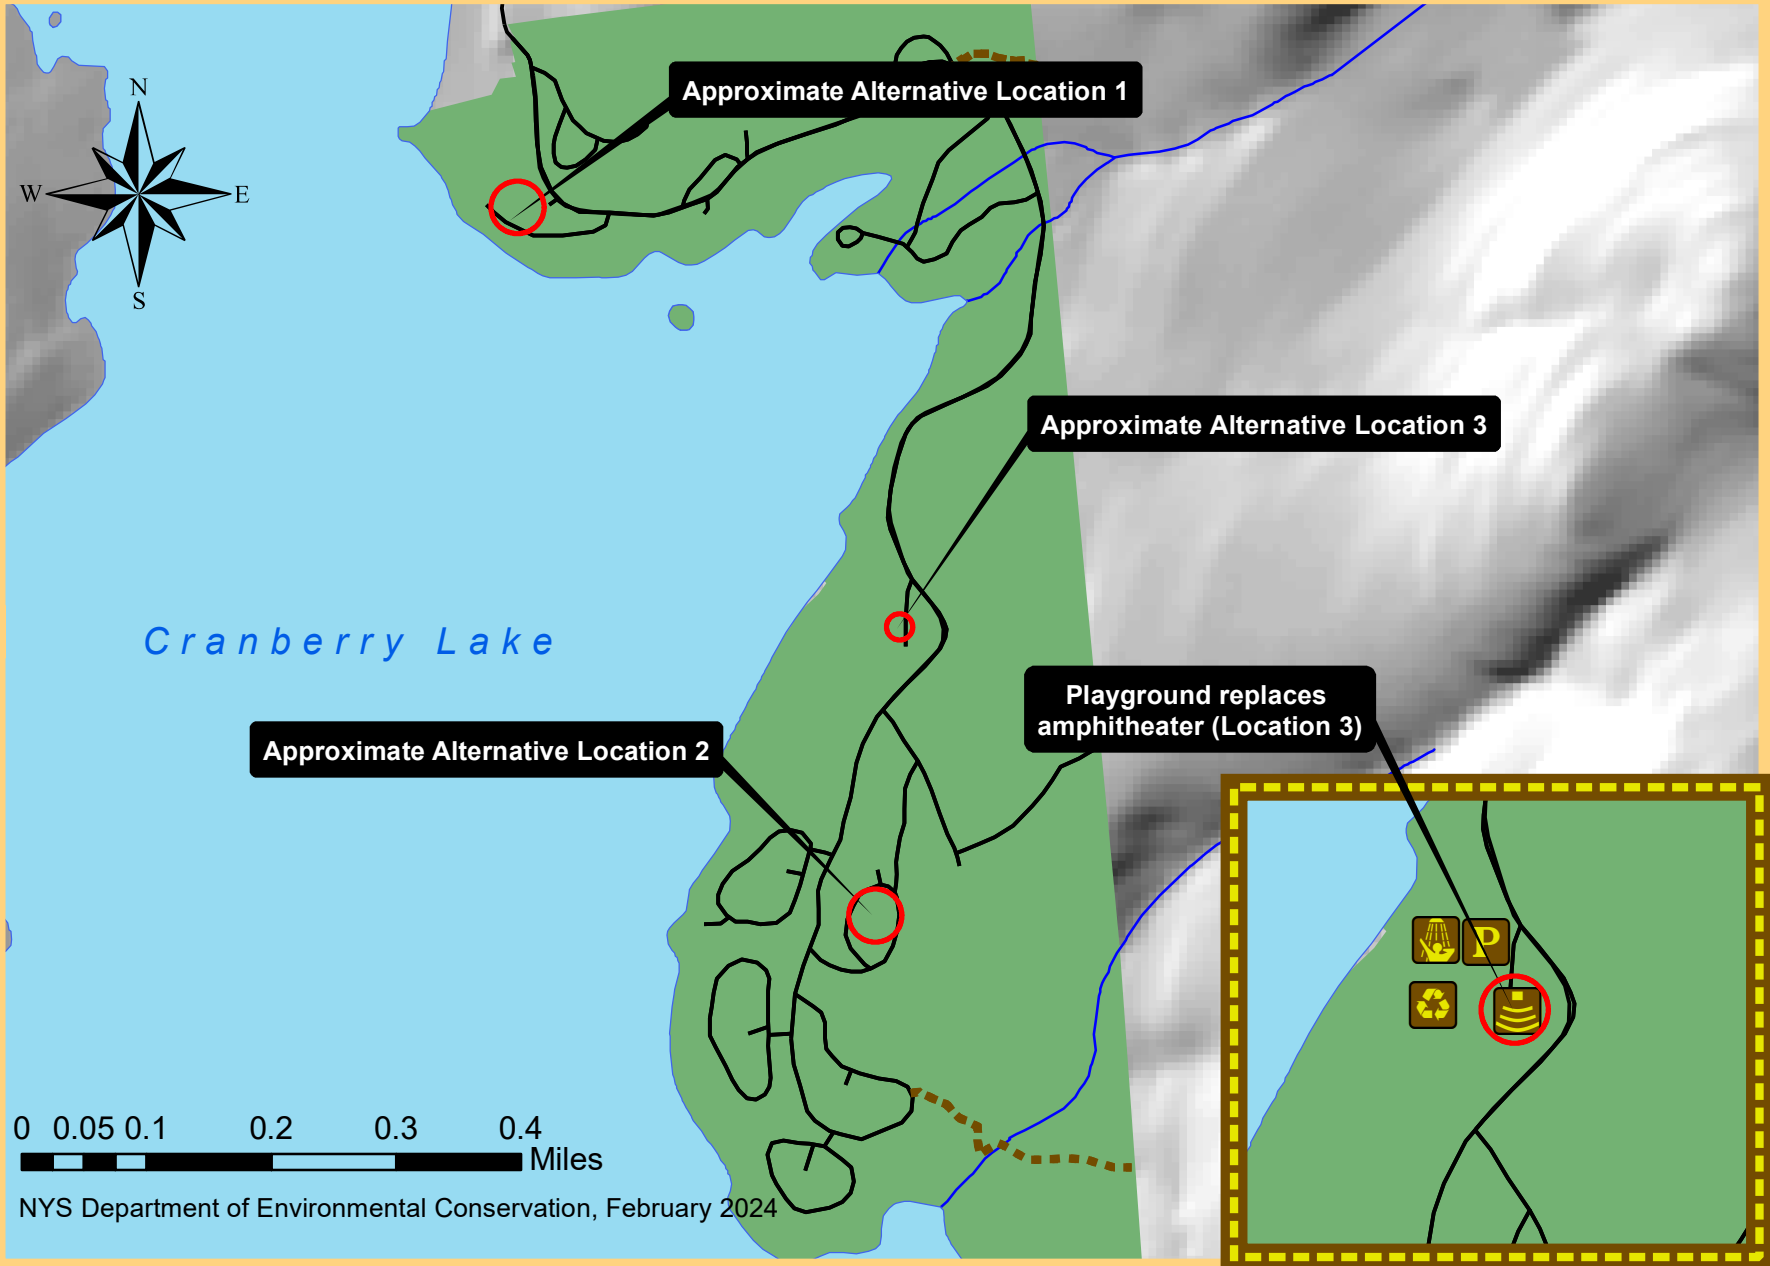 N
W
E
S
Approximate Alternative Location 1
Approximate Alternative Location 3
Cranberry Lake
Playground replaces
amphitheater (Location 3)
Approximate Alternative Location 2
P
0 0.05 0.1 0.2 0.3 0.4
Miles
NYS Department of Environmental Conservation, February 2024